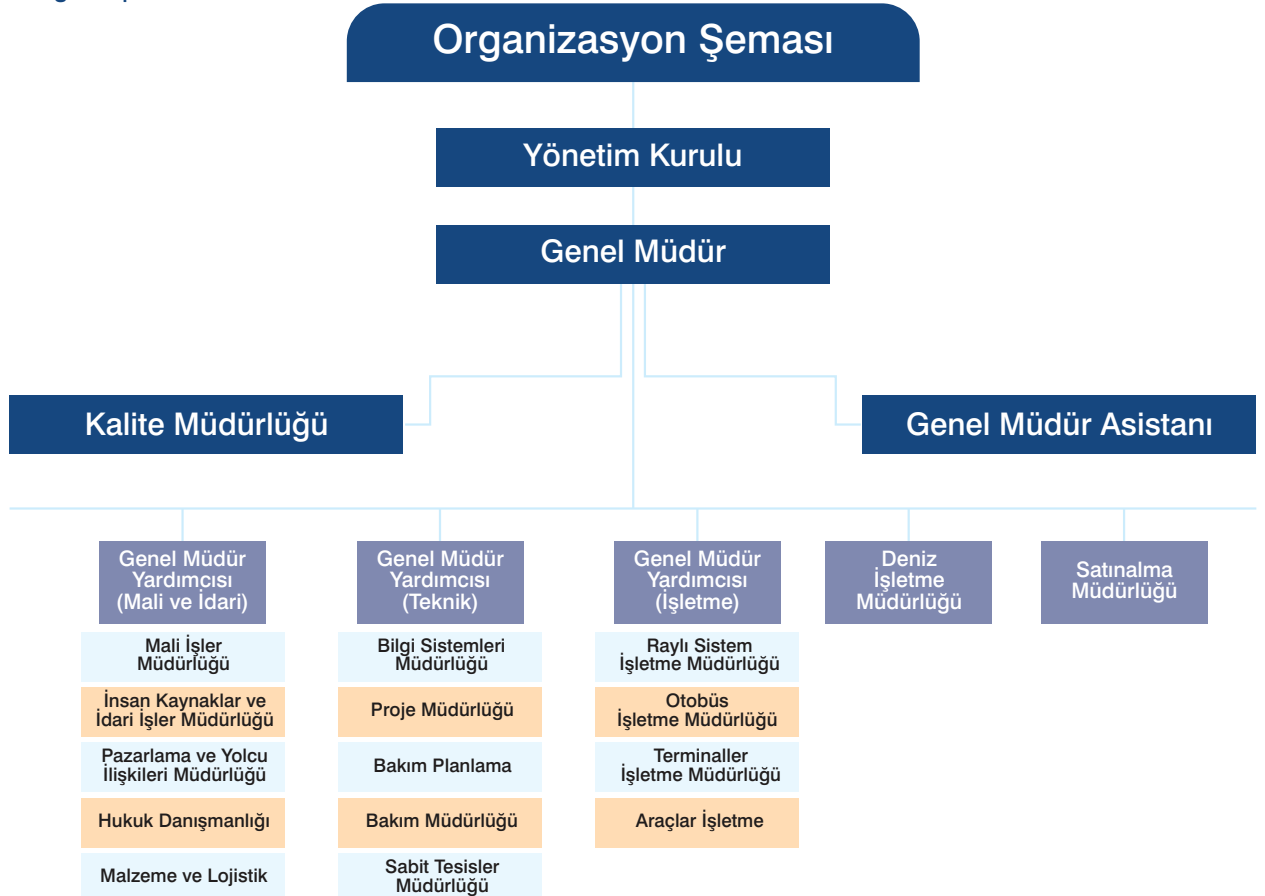 Organizasyon Şeması
Yönetim Kurulu
Genel Müdür
Kalite Müdürlüğü
Genel Müdür Asistanı
Genel Müdür
Yardımcısı
(Mali ve İdari)
Mali İşler
Müdürlüğü
İnsan Kaynaklar ve
İdari İşler Müdürlüğü
Pazarlama ve Yolcu
İlişkileri Müdürlüğü
Hukuk Danışmanlığı
Malzeme ve Lojistik
Genel Müdür
Yardımcısı
(Teknik)
Bilgi Sistemleri
Müdürlüğü
Proje Müdürlüğü
Bakım Planlama
Bakım Müdürlüğü
Sabit Tesisler
Müdürlüğü
Genel Müdür
Yardımcısı
(İşletme)
Raylı Sistem
İşletme Müdürlüğü
Otobüs
İşletme Müdürlüğü
Terminaller
İşletme Müdürlüğü
Araçlar İşletme
Deniz
İşletme
Müdürlüğü
Satınalma
Müdürlüğü